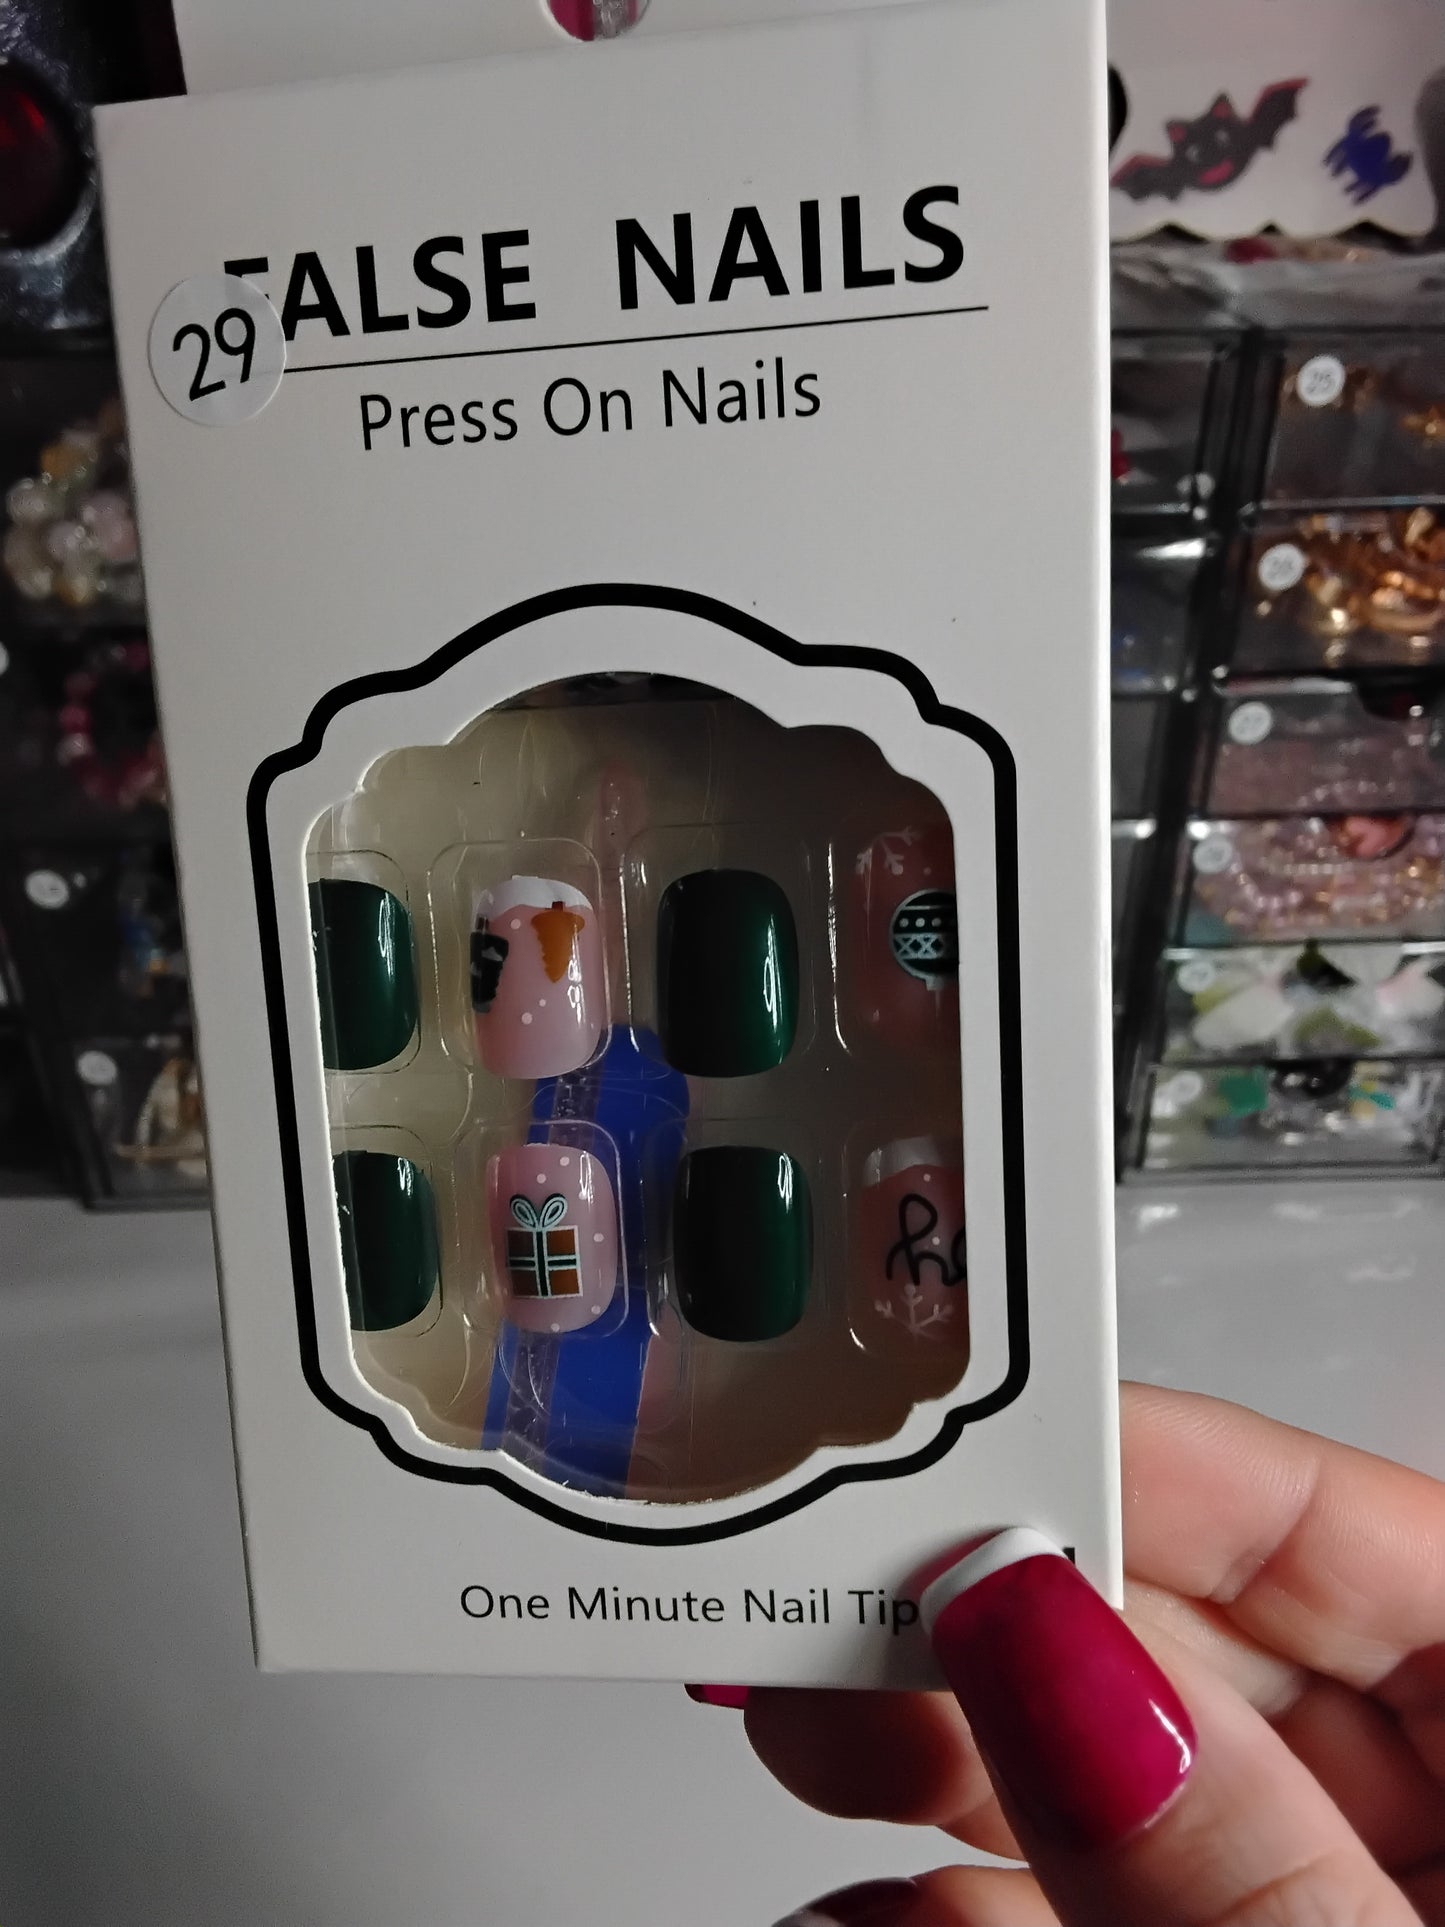 FALSE NAILS
29
Press On Nails
One Minute Nail Tip